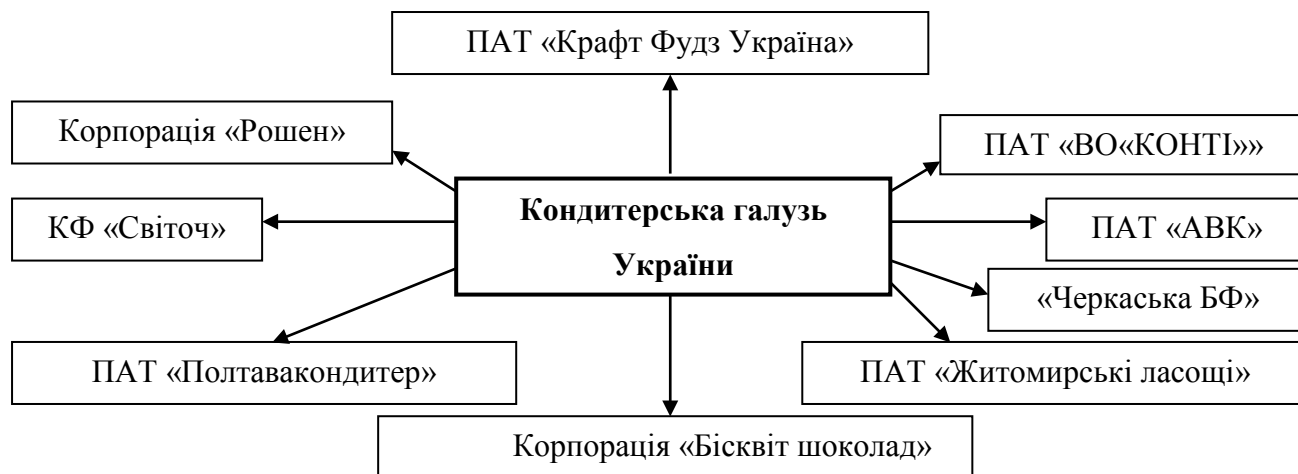 ПАТ «Крафт Фудз Україна»
Корпорація «Рошен»
ПАТ «ВО«КОНТІ»»
Кондитерська галузь
України
КФ «Світоч»
ПАТ «АВК»
«Черкаська БФ»
ПАТ «Полтавакондитер»
ПАТ «Житомирські ласощі»
Корпорація «Бісквіт шоколад»